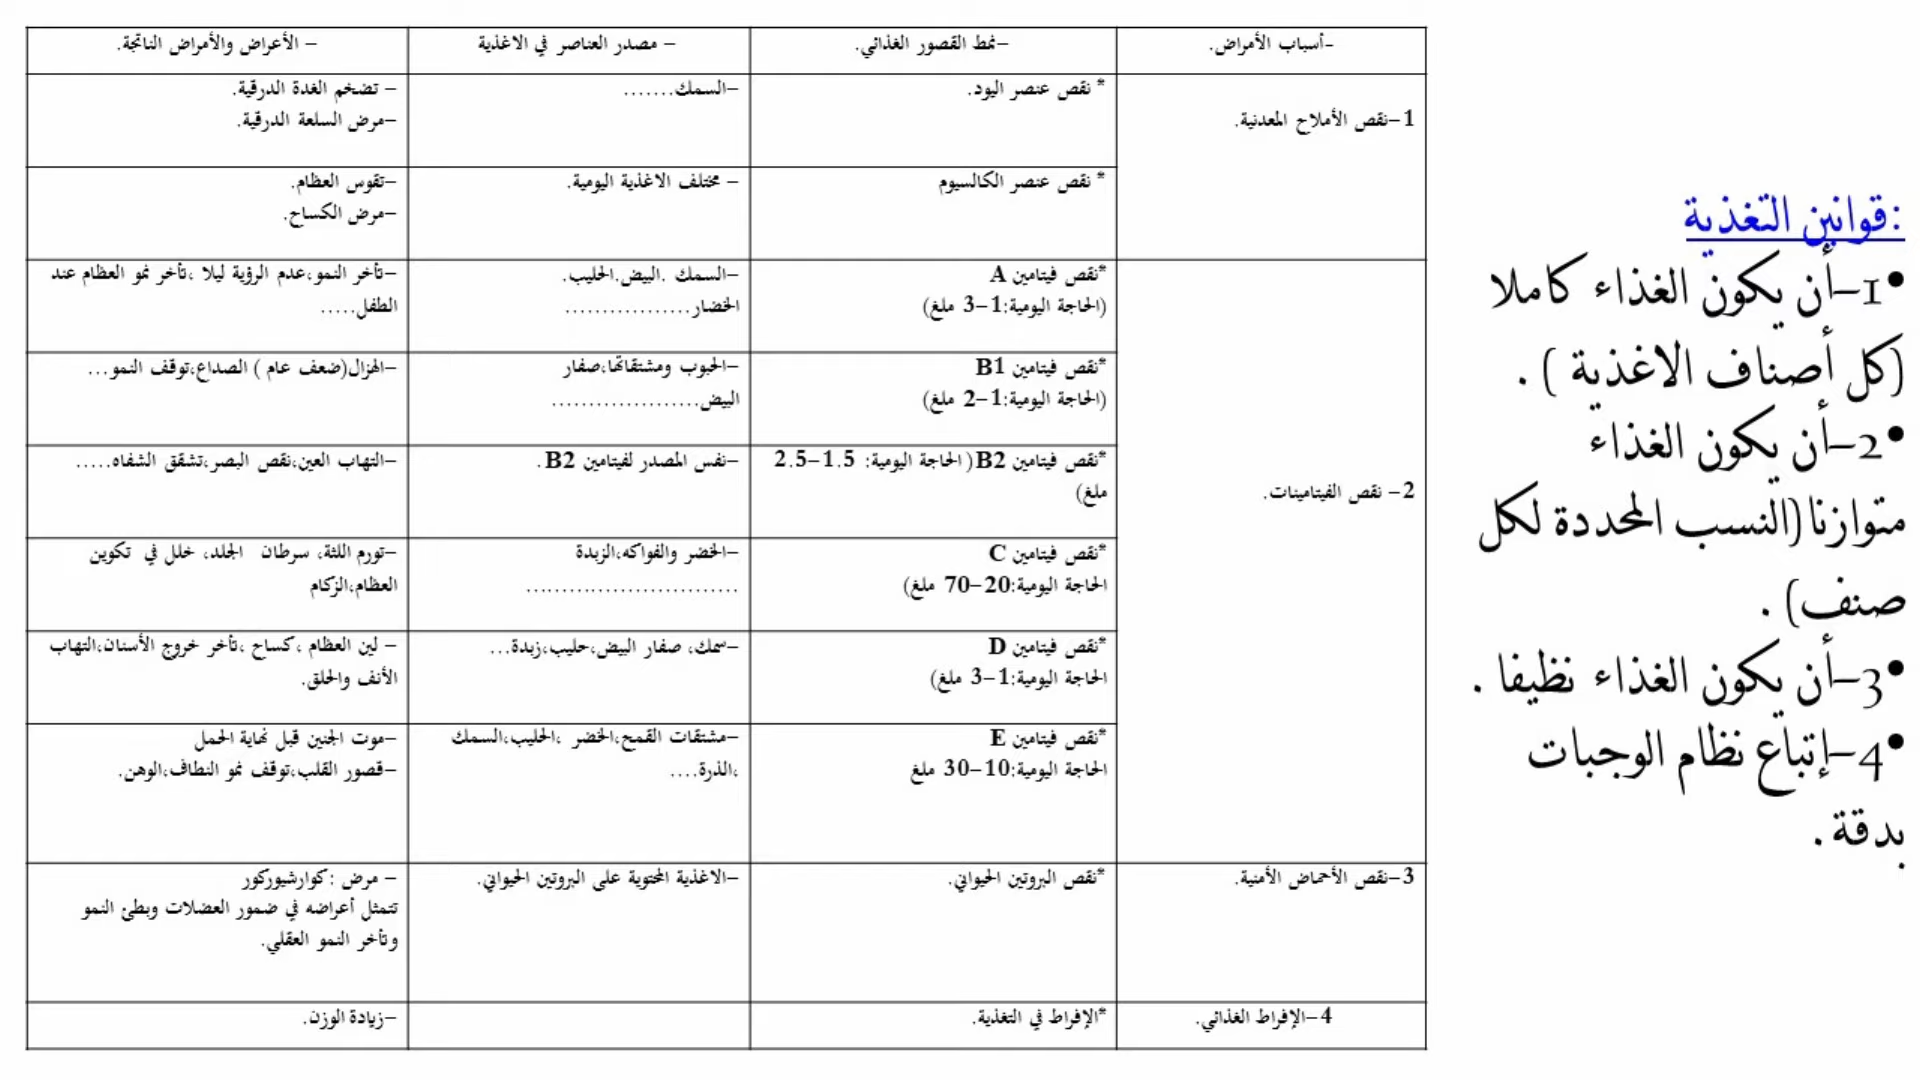 -أسباب الأمراض.
-نمط القصور الغذائي.
- مصدر العناصر في الاغذية
- الأعراض والأمراض الناتجة.
1-نقص الأملاح المعدنية.
* نقص عنصر اليود.
-السمك.......
- تضخم الغدة الدرقية.
-مرض السلعة الدرقية.
* نقص عنصر الكالسيوم
- مختلف الاغذية اليومية.
-تقوس العظام.
-مرض الكساح.
2- نقص الفيتامينات.
*نقص فيتامين A
(الحاجة اليومية:1-3 ملغ)
-السمك .البيض.الحليب.
الخضار.................
-تأخر النمو،عدم الرؤية ليلا ،تأخر نمو العظام عند
الطفل.....
*نقص فيتامين B1
(الحاجة اليومية:1-2 ملغ)
-الحبوب ومشتقاتها،صفار
البيض....................
-الهزال(ضعف عام ) الصداع،توقف النمو...
*نقص فيتامين B2( الحاجة اليومية: 1.5-2.5
ملغ)
-نفس المصدر لفيتامين B2.
-التهاب العين،نقص البصر،تشقق الشفاه.....
*نقص فيتامين C
الحاجة اليومية:20-70 ملغ)
-الخضر والفواكه،الزبدة
.............................
-تورم اللثة، سرطان الجلد، خلل في تكوين
العظام،الزكام
*نقص فيتامين D
الحاجة اليومية:1-3 ملغ)
-سمك، صفار البيض،حليب،زبدة...
- لين العظام ،كساح ،تأخر خروج الأسنان،التهاب
الأنف والحلق.
*نقص فيتامين E
الحاجة اليومية:10-30 ملغ
-مشتقات القمح،الخضر ،الحليب،السمك
،الذرة....
-موت الجنين قبل نهاية الحمل
-قصور القلب،توقف نمو النطاف،الوهن.
3-نقص الأحماض الأمنية.
*نقص البروتين الحيواني.
-الاغذية المحتوية على البروتين الحيواني.
- مرض :كوارشيوركور
تتمثل أعراضه في ضمور العضلات وبطئ النمو
وتأخر النمو العقلي.
4-الإفراط الغذائي.
*الإفراط في التغذية.
-زيادة الوزن.
:قوانين التغذية
•1-أن يكون الغذاء كاملا
(كل أصناف الاغذية ) .
•2-أن يكون الغذاء
متوازنا(النسب المحددة لكل
صنف) .
•3-أن يكون الغذاء نظيفا .
•4-إتباع نظام الوجبات
بدقة .